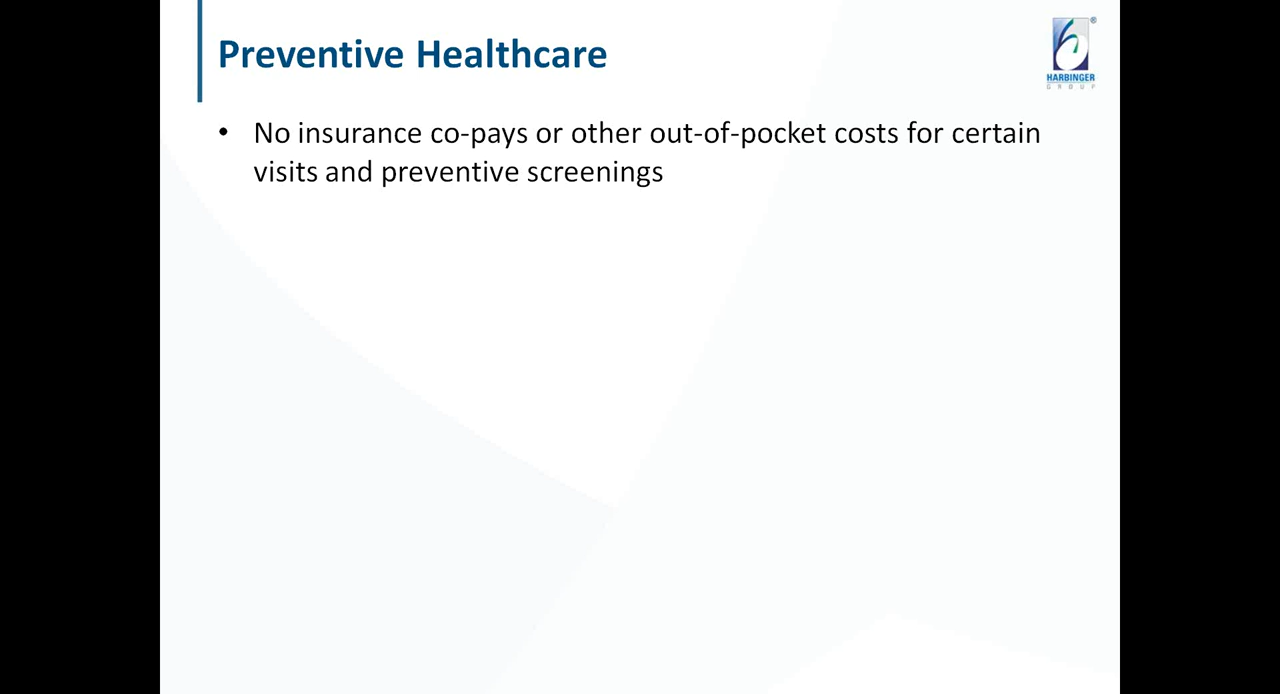 Preventive Healthcare
HARBINGER
GROUP
®
• No insurance co-pays or other out-of-pocket costs for certain
visits and preventive screenings